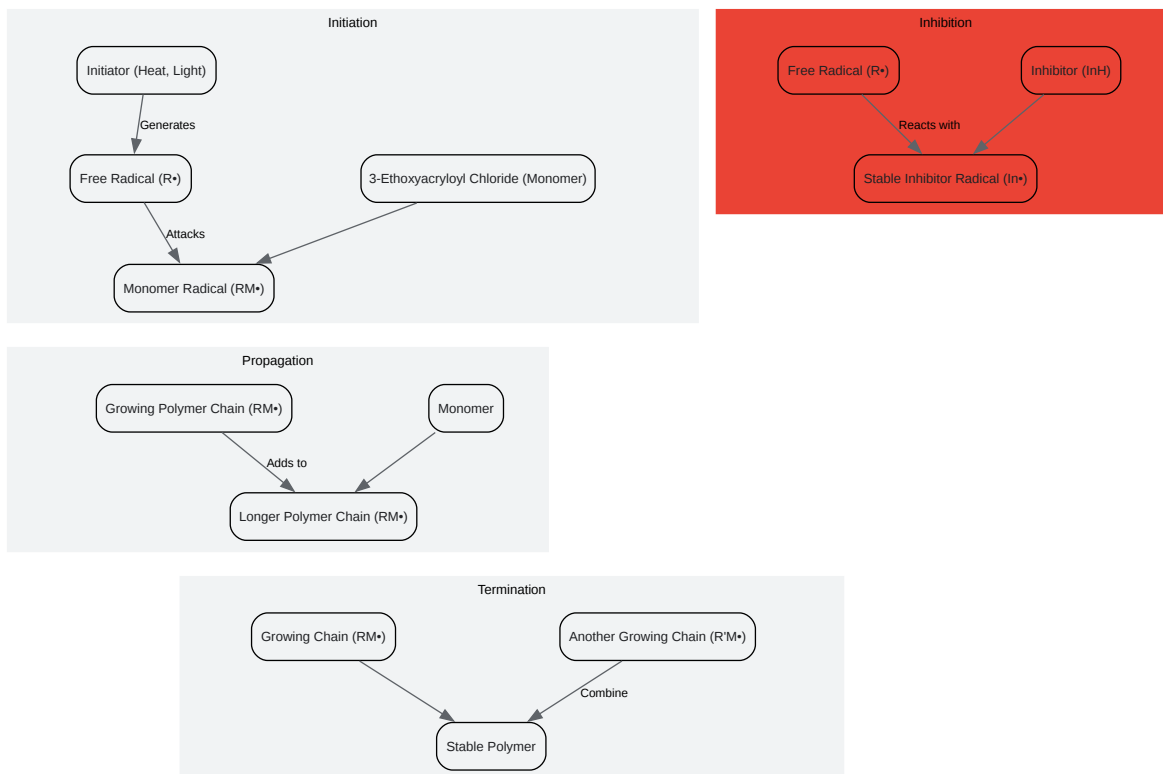 Initiation
Initiator (Heat, Light)
Generates
Free Radical (R•)
3-Ethoxyacryloyl Chloride (Monomer)
Attacks
Monomer Radical (RM•)
Inhibition
Free Radical (R•)
Inhibitor (InH)
Reacts with
Stable Inhibitor Radical (In•)
Propagation
Growing Polymer Chain (RM•)
Monomer
Adds to
Longer Polymer Chain (RM•)
Termination
Growing Chain (RM•)
Another Growing Chain (R'M•)
Combine
Stable Polymer